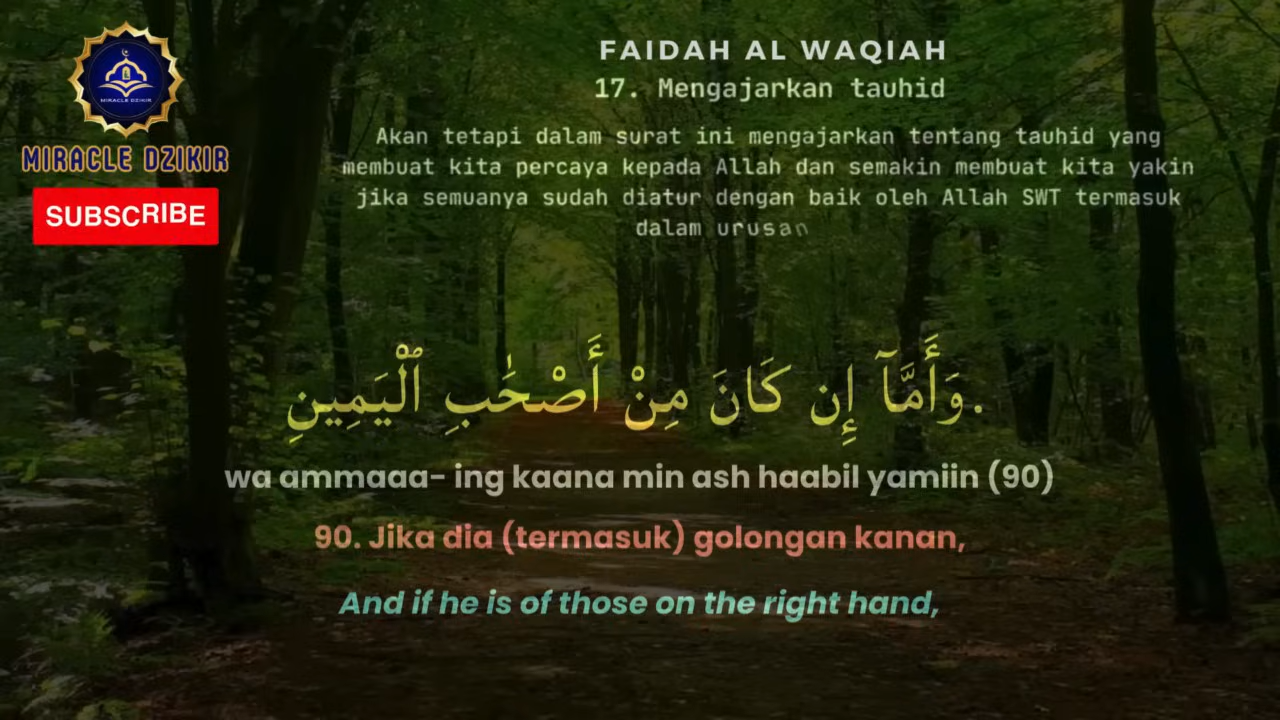 MIRACLE DZIKIR
MIRACLE DZIKIR
SUBSCRIBE
FAIDAH AL WAQIAH
17. Mengajarkan tauhid
Akan tetapi dalam surat ini mengajarkan tentang tauhid yang
membuat kita percaya kepada Allah dan semakin membuat kita yakin
jika semuanya sudah diatur dengan baik oleh Allah SWT termasuk
dalam urusan
.وَأَمَّآ إِن كَانَ مِنْ أَصْحَٰبِ ٱلْيَمِينِ
wa ammaaa- ing kaana min ash haabil yamiin (90)
90. Jika dia (termasuk) golongan kanan,
And if he is of those on the right hand,